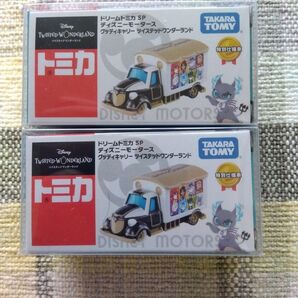 Disney
TWISTED WONDERLAND
トミカ
ドリームトミカ SP
ディズニーモータース
グッディキャリー ツイステッドワンダーランド
TAKARA
TOMY
特別仕様車
DISNEY MOTORS
Disney
TWISTED WONDERLAND
トミカ
ドリームトミカ SP
ディズニーモータース
グッディキャリー ツイステッドワンダーランド
TAKARA
TOMY
特別仕様車
DISNEY MOTORS